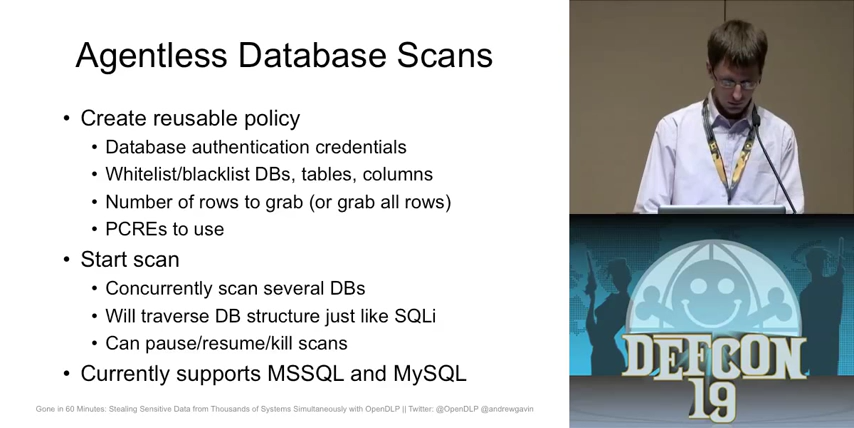 Agentless Database Scans
• Create reusable policy
• Database authentication credentials
• Whitelist/blacklist DBs, tables, columns
• Number of rows to grab (or grab all rows)
• PCREs to use
• Start scan
• Concurrently scan several DBs
• Will traverse DB structure just like SQLi
• Can pause/resume/kill scans
• Currently supports MSSQL and MySQL
Gone in 60 Minutes: Stealing Sensitive Data from Thousands of Systems Simultaneously with OpenDLP || Twitter: @OpenDLP @andrewgavin
DEFCON
19